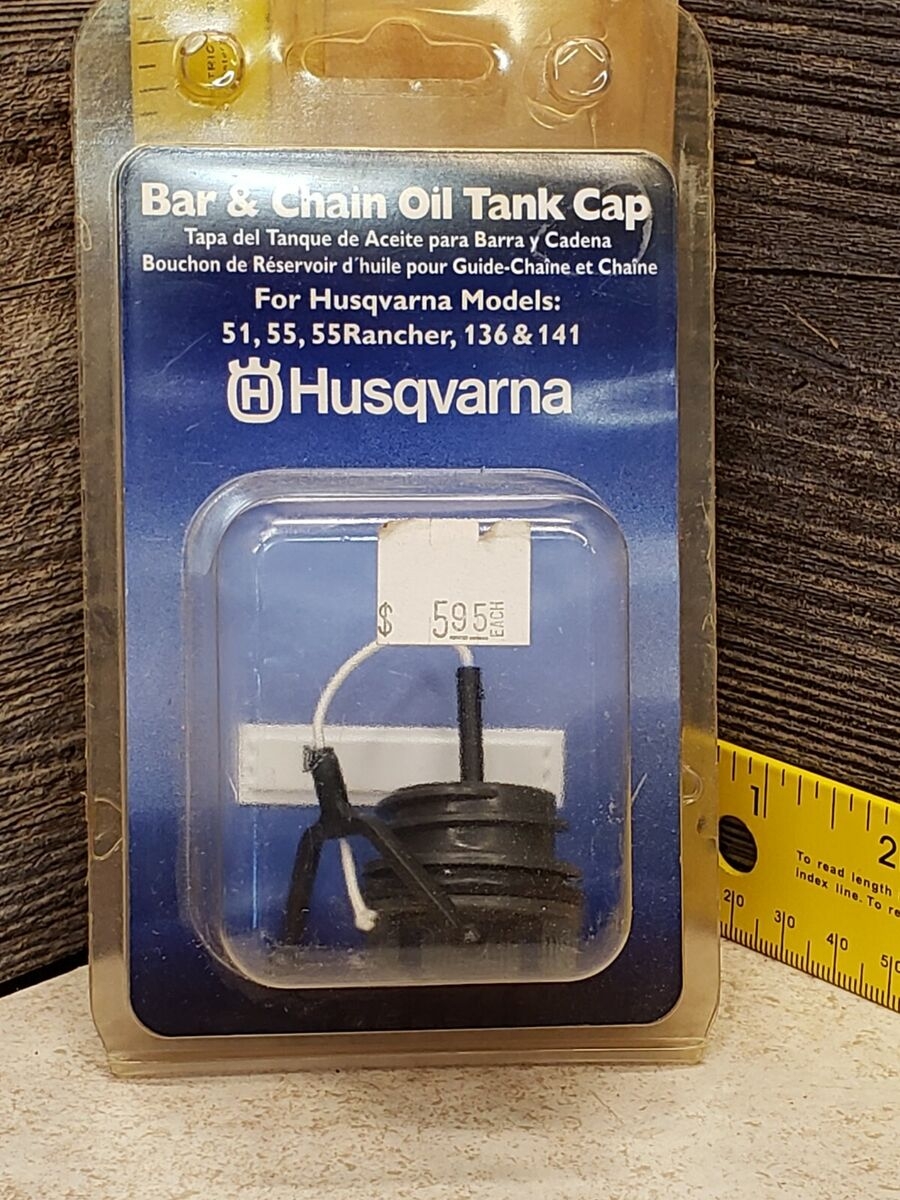 TRIC
Bar & Chain Oil Tank Cap
Tapa del Tanque de Aceite para Barra y Cadena
Bouchon de Réservoir d'huile pour Guide-Chaîne et Chaîne
For Husqvarna Models:
51, 55, 55Rancher, 136 & 141
H Husqvarna
$ 595 EACH
1 2
To read length
index line. To re
20 30 40 50